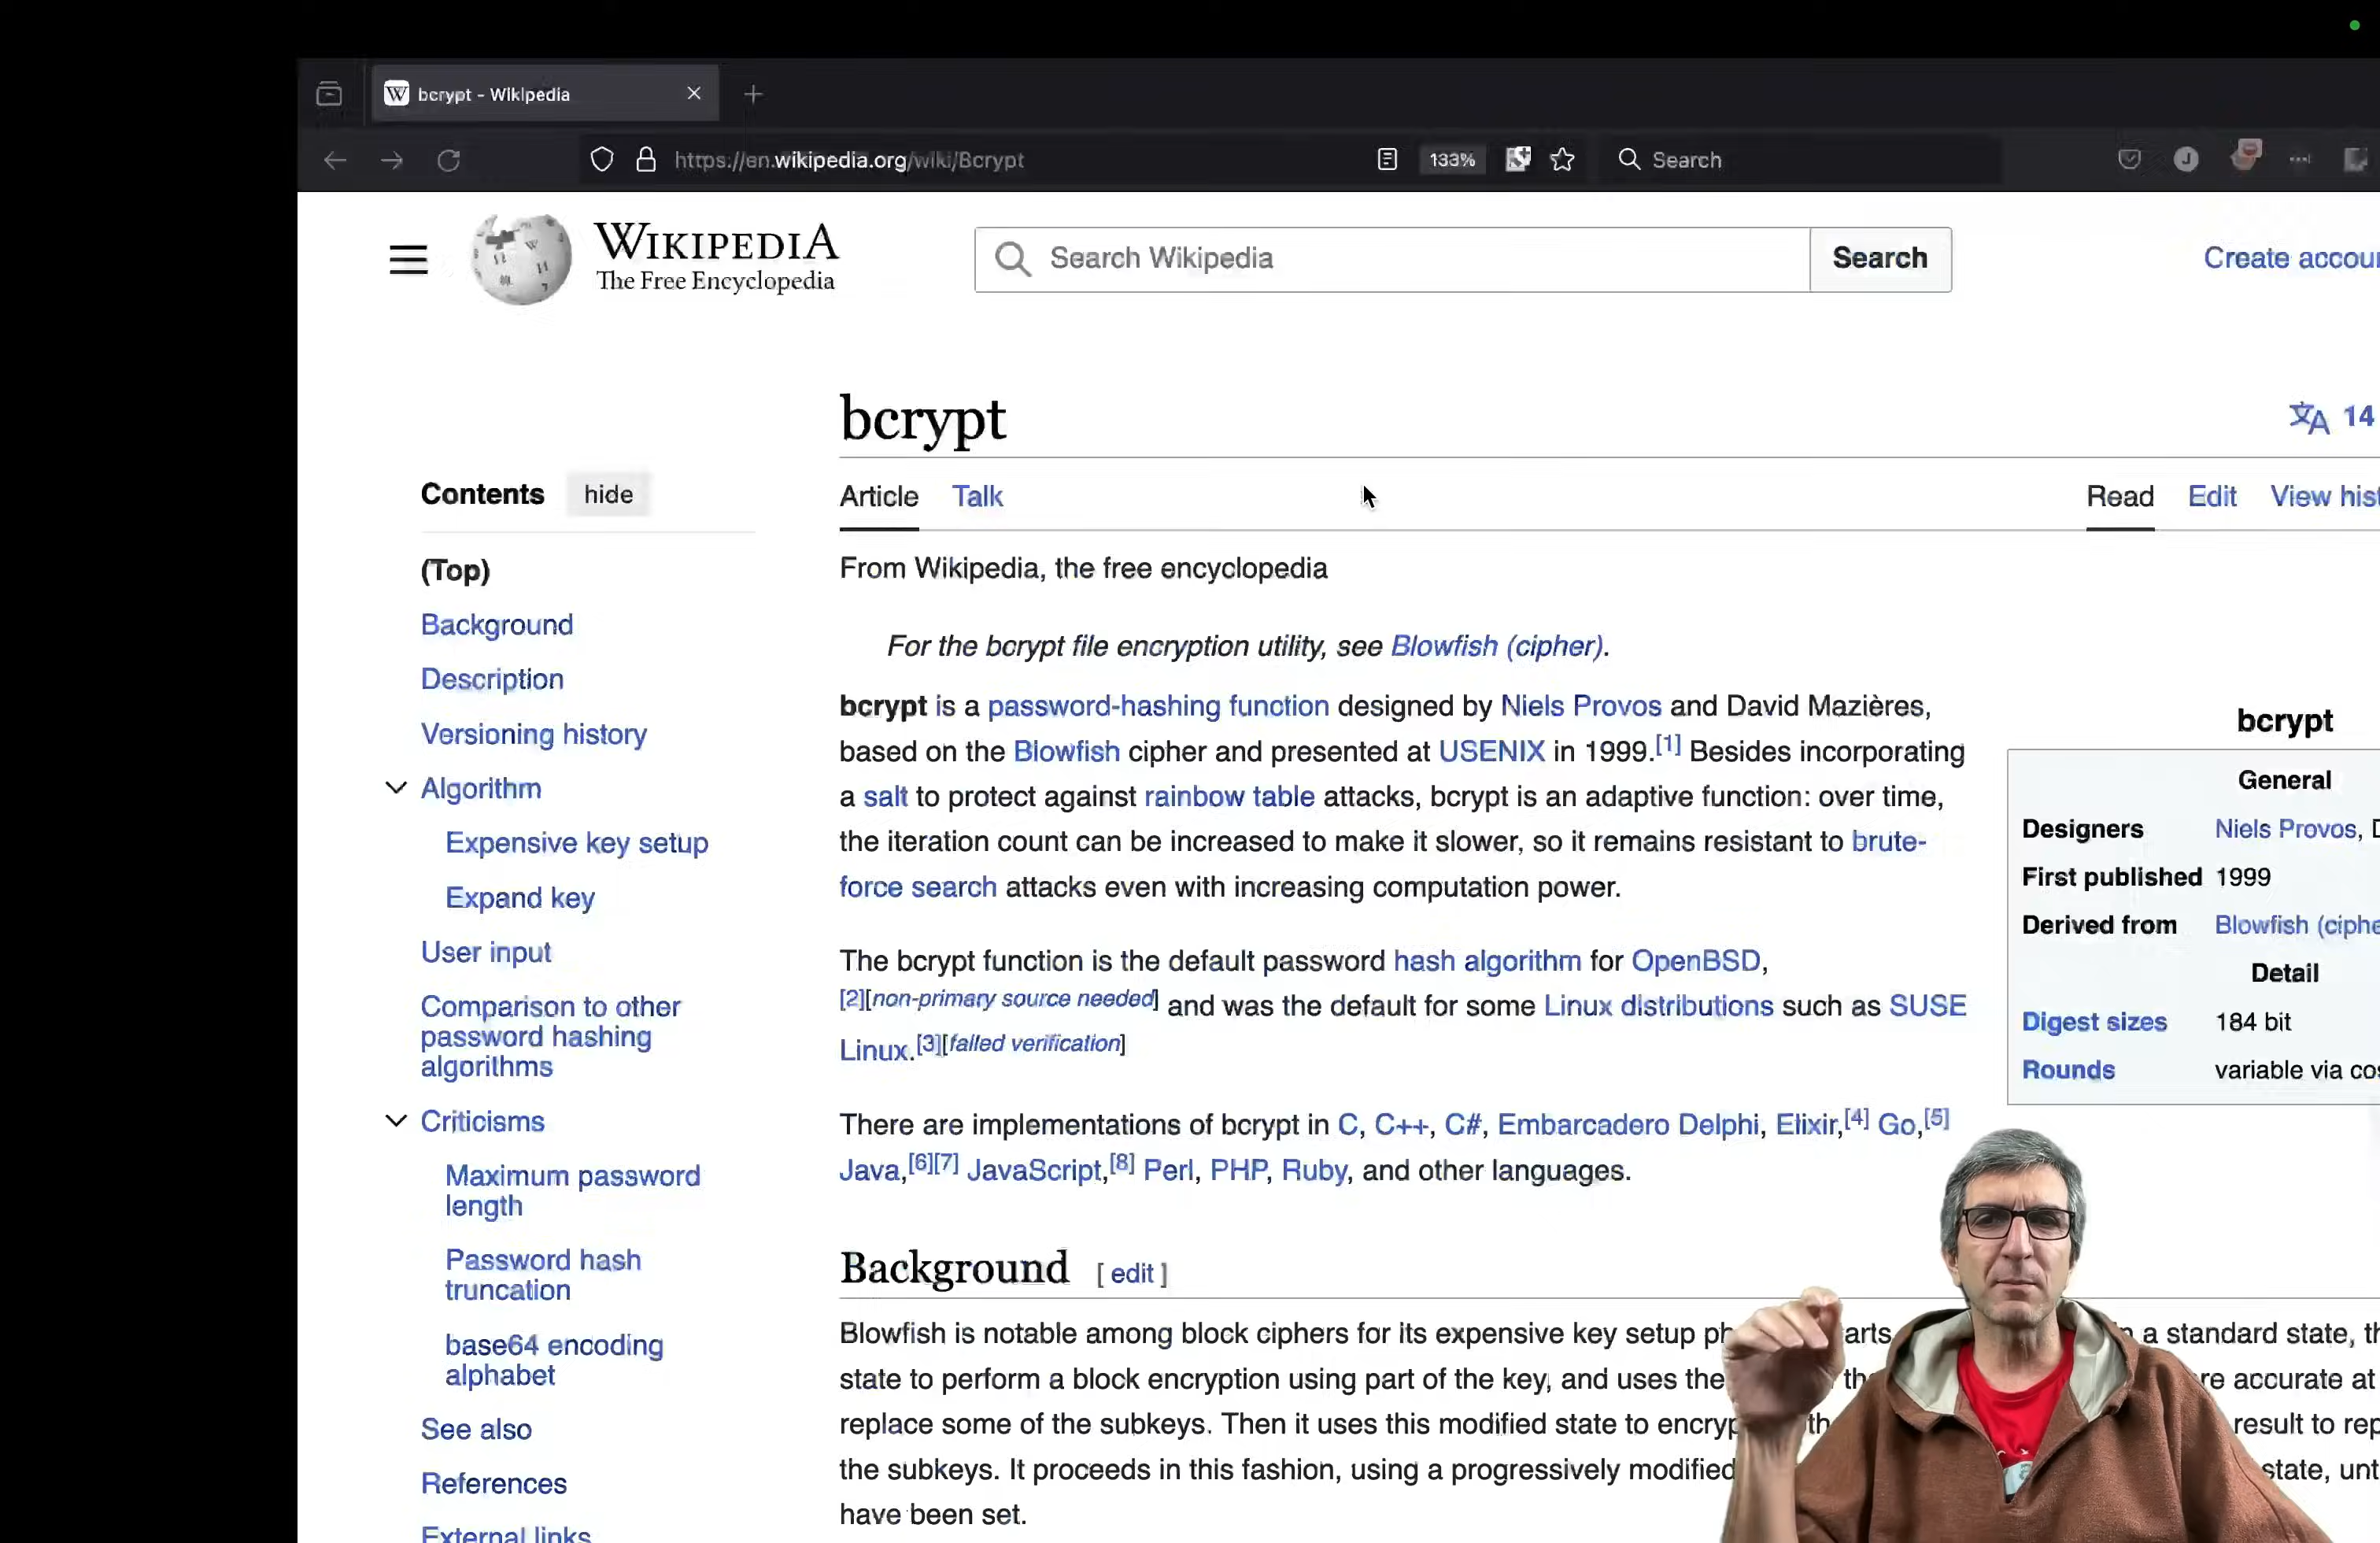 bcrypt - Wikipedia
https://en.wikipedia.org/wiki/Bcrypt
133%
Search
J
WIKIPEDIA
The Free Encyclopedia
Search Wikipedia
Search
Create
bcrypt
14
Article
Talk
Read
Edit
View
From Wikipedia, the free encyclopedia
Contents
hide
(Top)
Background
Description
Versioning history
Algorithm
Expensive key setup
Expand key
User input
Comparison to other
password hashing
algorithms
Criticisms
Maximum password
length
Password hash
truncation
base64 encoding
alphabet
See also
References
External links
For the bcrypt file encryption utility, see Blowfish (cipher).
bcrypt is a password-hashing function designed by Niels Provos and David Mazières,
based on the Blowfish cipher and presented at USENIX in 1999.[1] Besides incorporating
a salt to protect against rainbow table attacks, bcrypt is an adaptive function: over time,
the iteration count can be increased to make it slower, so it remains resistant to brute-
force search attacks even with increasing computation power.
The bcrypt function is the default password hash algorithm for OpenBSD,
[2][non-primary source needed] and was the default for some Linux distributions such as SUSE
Linux.[3][failed verification]
There are implementations of bcrypt in C, C++, C#, Embarcadero Delphi, Elixir,[4] Go,[5]
Java,[6][7] JavaScript,[8] Perl, PHP, Ruby, and other languages.
bcrypt
General
Designers Niels Provos,
First published 1999
Derived from Blowfish
Detail
Digest sizes 184 bit
Rounds variable via
Background [ edit ]
Blowfish is notable among block ciphers for its expensive key setup a standard state,
state to perform a block encryption using part of the key, and uses the accurate at
replace some of the subkeys. Then it uses this modified state to result to
the subkeys. It proceeds in this fashion, using a progressively modified state,
have been set.